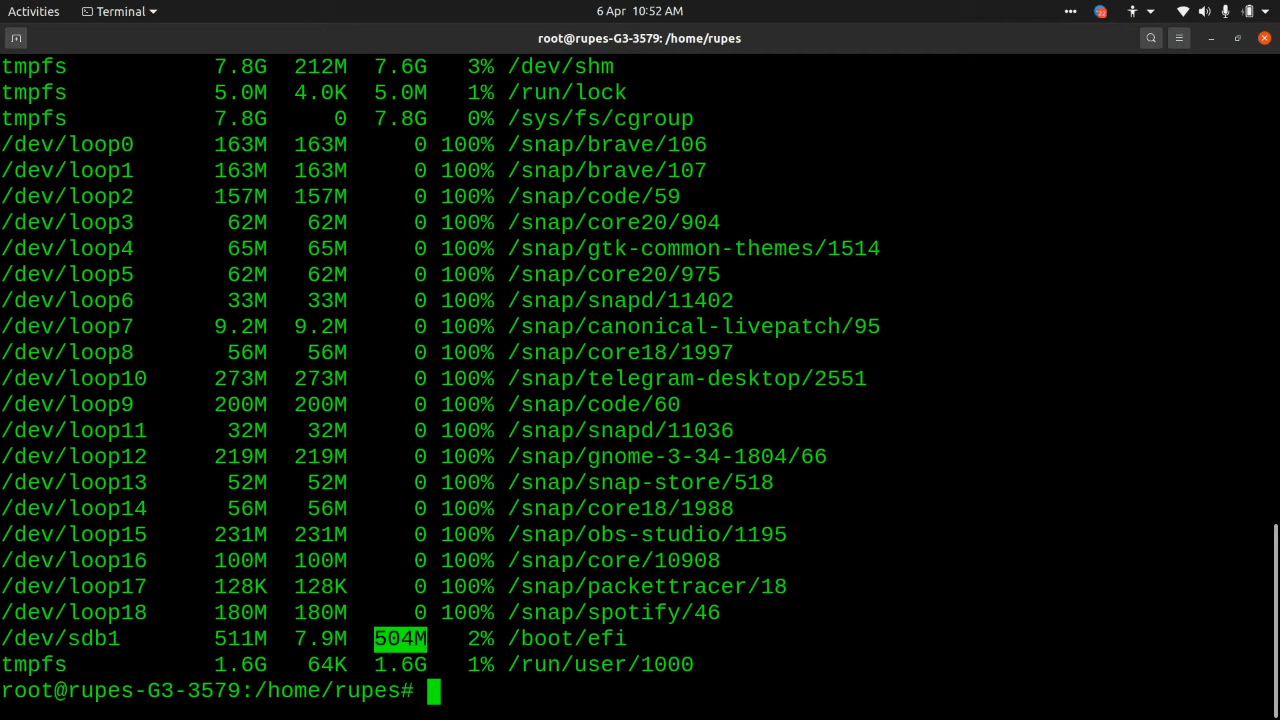 Activities Terminal 6 Apr 10:52 AM 22
root@rupes-G3-3579: /home/rupes
tmpfs 7.8G 212M 7.6G 3% /dev/shm
tmpfs 5.0M 4.0K 5.0M 1% /run/lock
tmpfs 7.8G 0 7.8G 0% /sys/fs/cgroup
/dev/loop0 163M 163M 0 100% /snap/brave/106
/dev/loop1 163M 163M 0 100% /snap/brave/107
/dev/loop2 157M 157M 0 100% /snap/code/59
/dev/loop3 62M 62M 0 100% /snap/core20/904
/dev/loop4 65M 65M 0 100% /snap/gtk-common-themes/1514
/dev/loop5 62M 62M 0 100% /snap/core20/975
/dev/loop6 33M 33M 0 100% /snap/snapd/11402
/dev/loop7 9.2M 9.2M 0 100% /snap/canonical-livepatch/95
/dev/loop8 56M 56M 0 100% /snap/core18/1997
/dev/loop10 273M 273M 0 100% /snap/telegram-desktop/2551
/dev/loop9 200M 200M 0 100% /snap/code/60
/dev/loop11 32M 32M 0 100% /snap/snapd/11036
/dev/loop12 219M 219M 0 100% /snap/gnome-3-34-1804/66
/dev/loop13 52M 52M 0 100% /snap/snap-store/518
/dev/loop14 56M 56M 0 100% /snap/core18/1988
/dev/loop15 231M 231M 0 100% /snap/obs-studio/1195
/dev/loop16 100M 100M 0 100% /snap/core/10908
/dev/loop17 128K 128K 0 100% /snap/packettracer/18
/dev/loop18 180M 180M 0 100% /snap/spotify/46
/dev/sdb1 511M 7.9M 504M 2% /boot/efi
tmpfs 1.6G 64K 1.6G 1% /run/user/1000
root@rupes-G3-3579:/home/rupes#